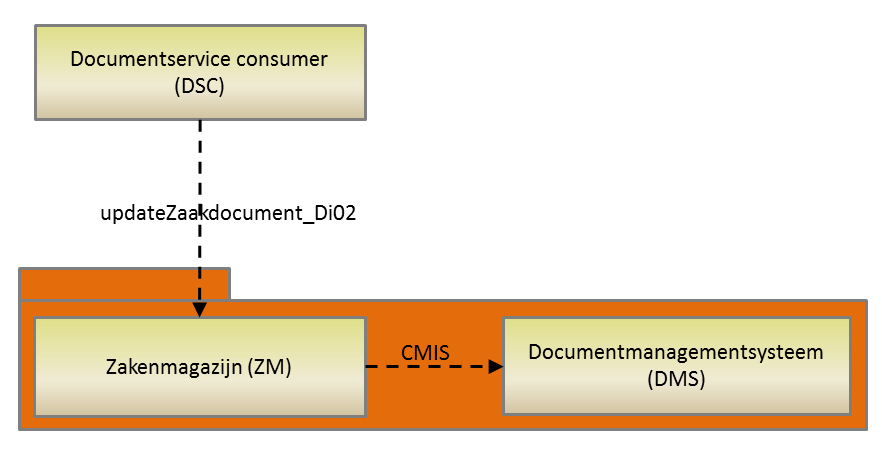 Documentservice consumer
(DSC)
updateZaakdocument_Di02
Zakenmagazijn (ZM)
CMIS
Documentmanagementsysteem
(DMS)